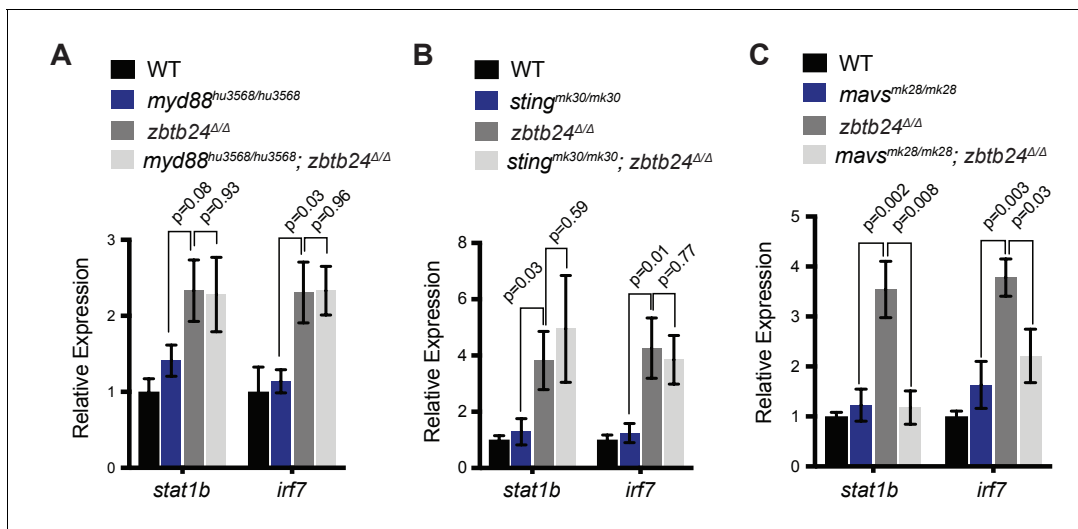 A
WT
myd88hu3568/hu3568
zbtb24Δ/Δ
myd88hu3568/hu3568; zbtb24Δ/Δ
p=0.08
p=0.93
p=0.03
p=0.96
Relative Expression
3
2
1
0
stat1b
irf7
B
WT
stingmk30/mk30
zbtb24Δ/Δ
stingmk30/mk30; zbtb24Δ/Δ
p=0.03
p=0.59
p=0.01
p=0.77
Relative Expression
8
6
4
2
0
stat1b
irf7
C
WT
mavsmk28/mk28
zbtb24Δ/Δ
mavsmk28/mk28; zbtb24Δ/Δ
p=0.002
p=0.008
p=0.003
p=0.03
Relative Expression
5
4
3
2
1
0
stat1b
irf7